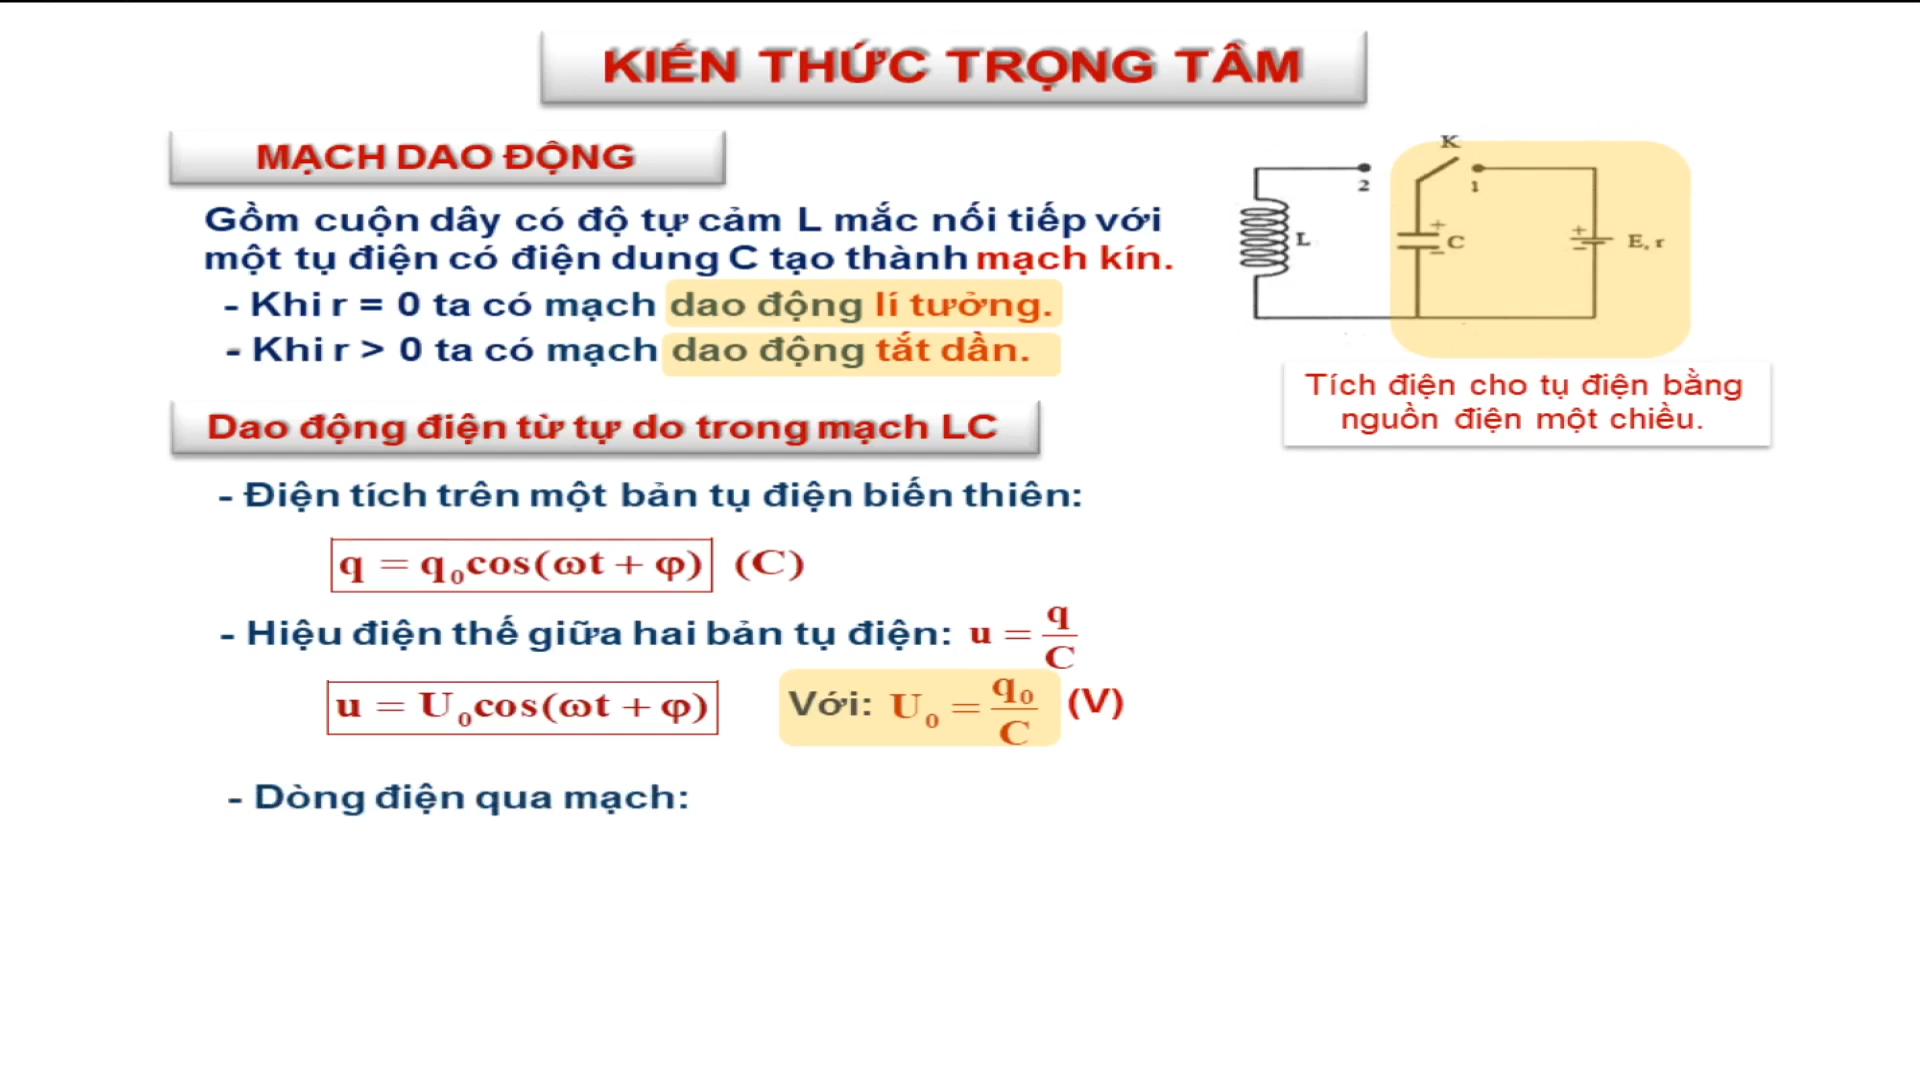 KIẾN THỨC TRỌNG TÂM
MẠCH DAO ĐỘNG
Gồm cuộn dây có độ tự cảm L mắc nối tiếp với
một tụ điện có điện dung C tạo thành mạch kín.
- Khi r = 0 ta có mạch dao động lí tưởng.
- Khi r > 0 ta có mạch dao động tắt dần.
K
2
1
L
+
C
-
+
-
E, r
Tích điện cho tụ điện bằng
nguồn điện một chiều.
Dao động điện từ tự do trong mạch LC
- Điện tích trên một bản tụ điện biến thiên:
q = q₀cos(ωt + φ) (C)
- Hiệu điện thế giữa hai bản tụ điện: u = q/C
u = U₀cos(ωt + φ) Với: U₀ = q₀/C (V)
- Dòng điện qua mạch: